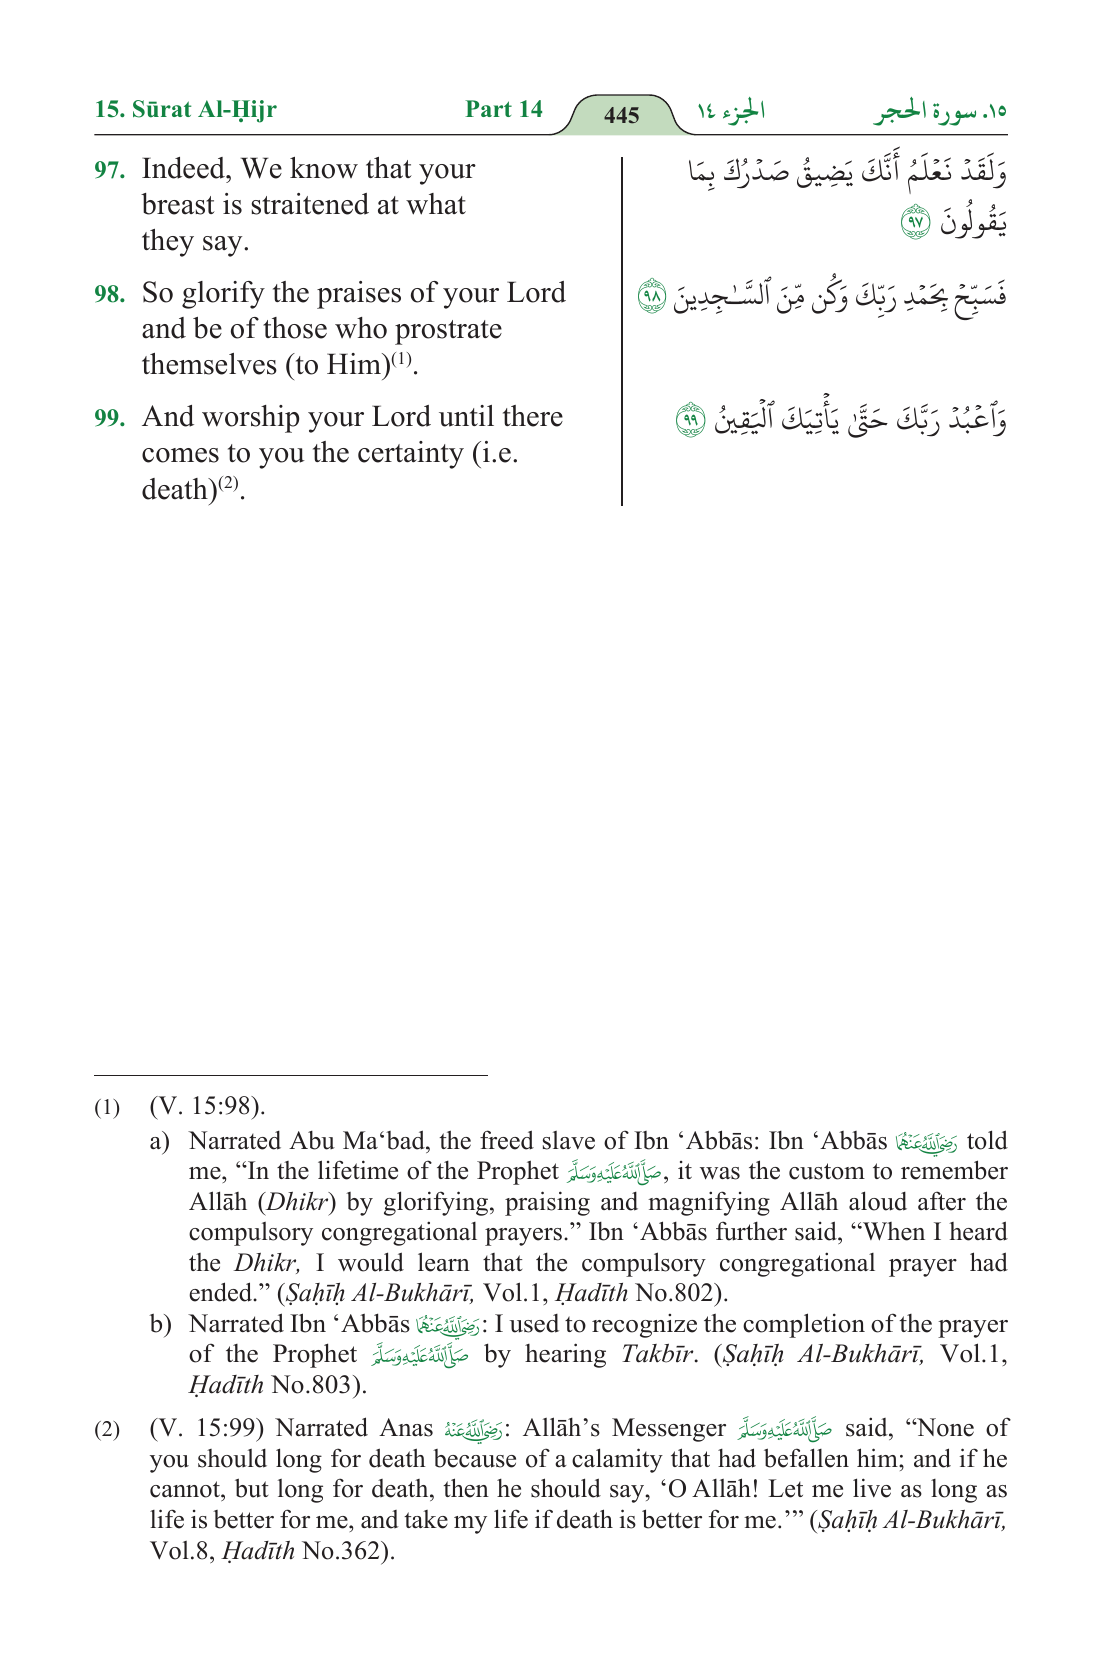 15. Sūrat Al-Ḥijr Part 14 445 الجزء ١٤ ١٥. سورة الحجر
97. Indeed, We know that your
breast is straitened at what
they say.
وَلَقَدۡ نَعۡلَمُ أَنَّكَ يَضِيقُ صَدۡرُكَ بِمَا
يَقُولُونَ ٩٧
98. So glorify the praises of your Lord
and be of those who prostrate
themselves (to Him)(1).
فَسَبِّحۡ بِحَمۡدِ رَبِّكَ وَكُن مِّنَ ٱلسَّـٰجِدِينَ ٩٨
99. And worship your Lord until there
comes to you the certainty (i.e.
death)(2).
وَٱعۡبُدۡ رَبَّكَ حَتَّىٰ يَأۡتِيَكَ ٱلۡيَقِينُ ٩٩
(1) (V. 15:98).
a) Narrated Abu Ma‘bad, the freed slave of Ibn ‘Abbās: Ibn ‘Abbās رَضِيَ اللَّهُ عَنْهُمَا told
me, “In the lifetime of the Prophet صَلَّى اللَّهُ عَلَيْهِ وَسَلَّمَ, it was the custom to remember
Allāh (Dhikr) by glorifying, praising and magnifying Allāh aloud after the
compulsory congregational prayers.” Ibn ‘Abbās further said, “When I heard
the Dhikr, I would learn that the compulsory congregational prayer had
ended.” (Ṣaḥīḥ Al-Bukhārī, Vol.1, Ḥadīth No.802).
b) Narrated Ibn ‘Abbās رَضِيَ اللَّهُ عَنْهُمَا: I used to recognize the completion of the prayer
of the Prophet صَلَّى اللَّهُ عَلَيْهِ وَسَلَّمَ by hearing Takbīr. (Ṣaḥīḥ Al-Bukhārī, Vol.1,
Ḥadīth No.803).
(2) (V. 15:99) Narrated Anas رَضِيَ اللَّهُ عَنْهُ: Allāh’s Messenger صَلَّى اللَّهُ عَلَيْهِ وَسَلَّمَ said, “None of
you should long for death because of a calamity that had befallen him; and if he
cannot, but long for death, then he should say, ‘O Allāh! Let me live as long as
life is better for me, and take my life if death is better for me.’” (Ṣaḥīḥ Al-Bukhārī,
Vol.8, Ḥadīth No.362).